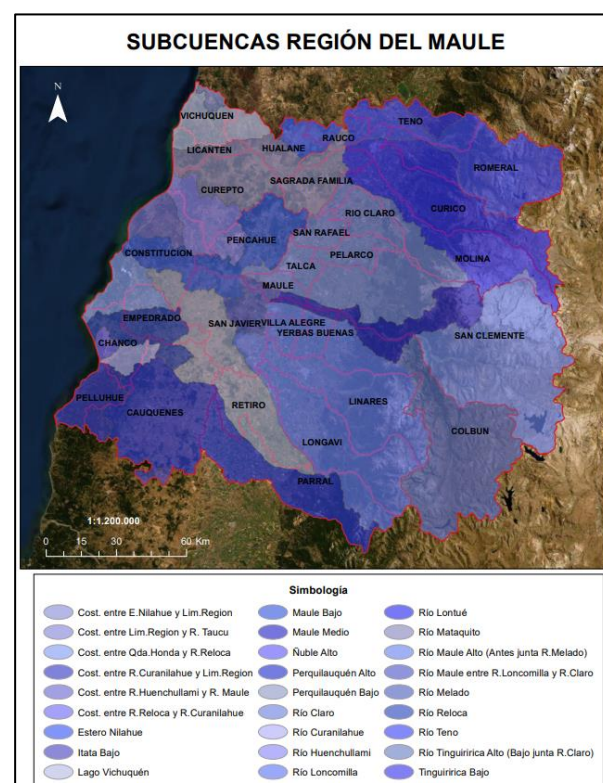 SUBCUENCAS REGIÓN DEL MAULE
N
VICHUQUEN
TENO
RAUCO
LICANTEN
HUALANE
ROMERAL
CUREPTO
SAGRADA FAMILIA
RIO CLARO
CURICO
PENCAHUE
SAN RAFAEL
CONSTITUCION
PELARCO
MOLINA
TALCA
MAULE
EMPEDRADO
SAN JAVIER
VILLA ALEGRE
YERBAS BUENAS
SAN CLEMENTE
CHANCO
PELLUHUE
CAUQUENES
RETIRO
LINARES
COLBUN
LONGAVI
PARRAL
1:1.200.000
0 15 30 60 Km
Simbología
Cost. entre E.Nilahue y Lim.Region
Cost. entre Lim.Region y R. Taucu
Cost. entre Qda.Honda y R.Reloca
Cost. entre R.Curanilahue y Lim.Region
Cost. entre R.Huenchullami y R. Maule
Cost. entre R.Reloca y R.Curanilahue
Estero Nilahue
Itata Bajo
Lago Vichuquén
Maule Bajo
Maule Medio
Ñuble Alto
Perquilauquén Alto
Perquilauquén Bajo
Río Claro
Río Curanilahue
Río Huenchullami
Río Loncomilla
Río Lontué
Río Mataquito
Río Maule Alto (Antes junta R.Melado)
Río Maule entre R.Loncomilla y R.Claro
Río Melado
Río Reloca
Río Teno
Río Tinguiririca Alto (Bajo junta R.Claro)
Tinguiririca Bajo